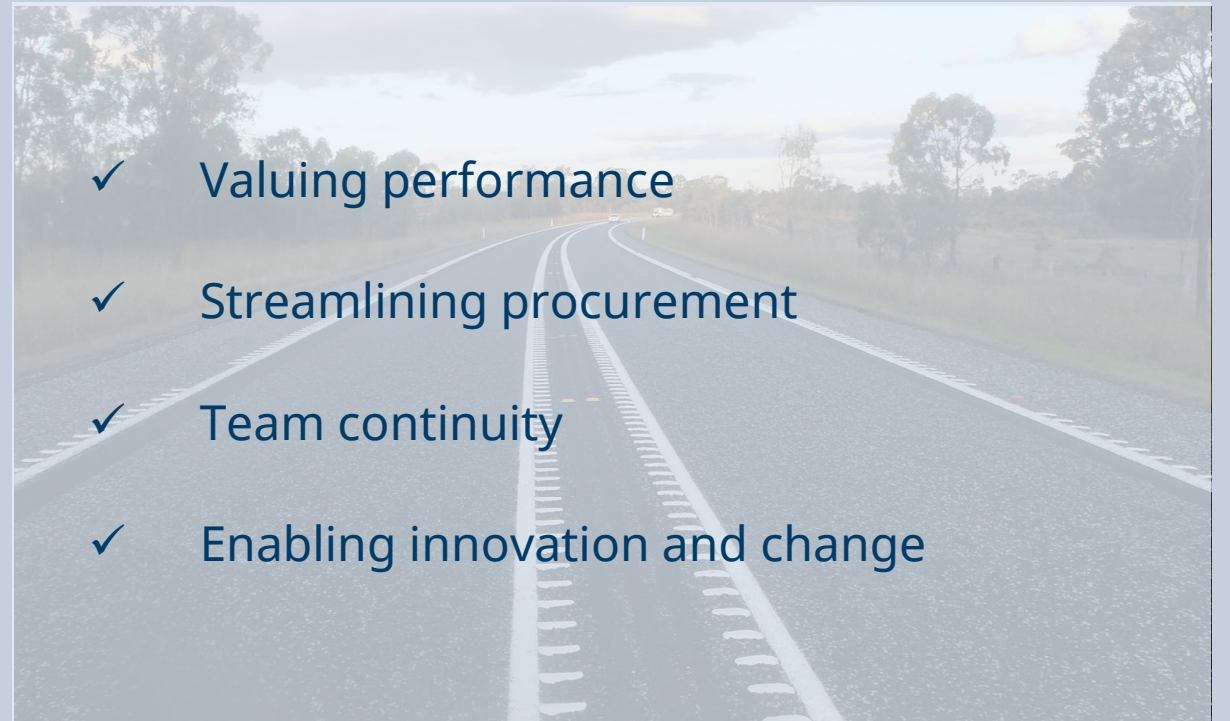 ✓ Valuing performance
✓ Streamlining procurement
✓ Team continuity
✓ Enabling innovation and change